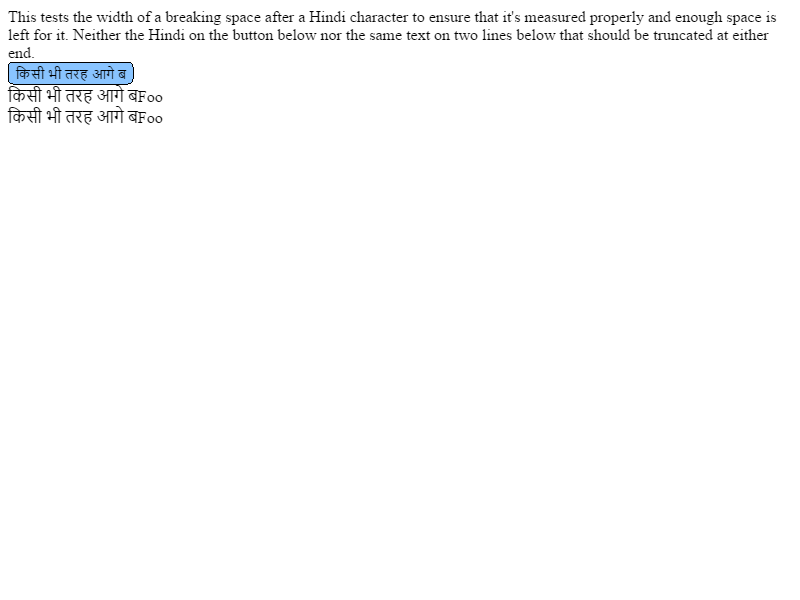 This tests the width of a breaking space after a Hindi character to ensure that it's measured properly and enough space is
left for it. Neither the Hindi on the button below nor the same text on two lines below that should be truncated at either
end.
किसी भी तरह आगे ब
किसी भी तरह आगे बFoo
किसी भी तरह आगे बFoo